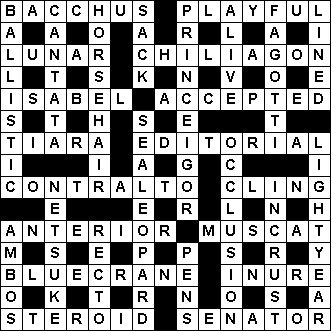 BACCHUS PLAYFUL
A A O A R L A I
LUNAR CHILIAGON
L T S K N V O E
ISABEL ACCEPTED
S T H S E T
TIARA EDITORIAL
I I A G C I
CONTRALTO CLING
E E R L N H
ANTERIOR MUSCAT
M S E P P S R Y
BLUECRANE INURE
O K T R N O S A
STEROID SENATOR